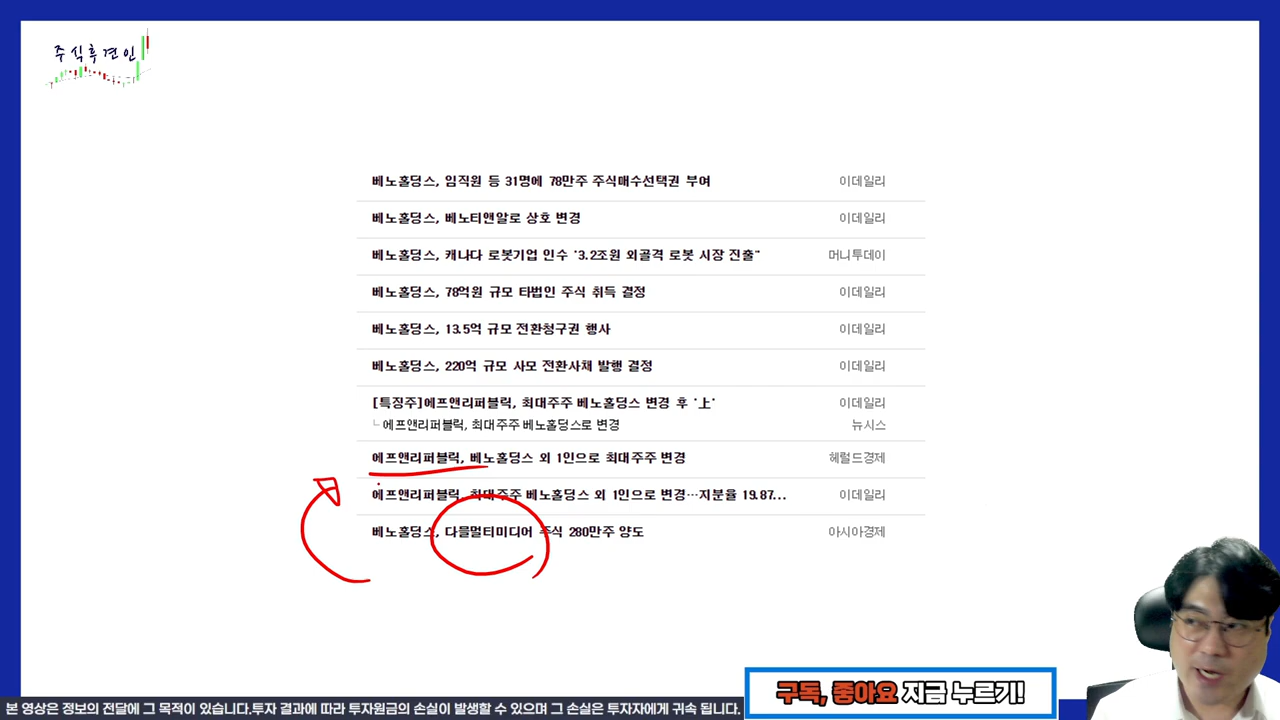 주식후견인
베노홀딩스, 임직원 등 31명에 78만주 주식매수선택권 부여 이데일리
베노홀딩스, 베노티앤알로 상호 변경 이데일리
베노홀딩스, 캐나다 로봇기업 인수 "3.2조원 외골격 로봇 시장 진출" 머니투데이
베노홀딩스, 78억원 규모 타법인 주식 취득 결정 이데일리
베노홀딩스, 13.5억 규모 전환청구권 행사 이데일리
베노홀딩스, 220억 규모 사모 전환사채 발행 결정 이데일리
[특징주]에프앤리퍼블릭, 최대주주 베노홀딩스 변경 후 '上' 이데일리
└에프앤리퍼블릭, 최대주주 베노홀딩스로 변경 뉴시스
에프앤리퍼블릭, 베노홀딩스 외 1인으로 최대주주 변경 헤럴드경제
에프앤리퍼블릭, 최대주주 베노홀딩스 외 1인으로 변경…지분율 19.87... 이데일리
베노홀딩스, 다믈멀티미디어 주식 280만주 양도 아시아경제
구독, 좋아요 지금 누르기!
본 영상은 정보의 전달에 그 목적이 있습니다.투자 결과에 따라 투자원금의 손실이 발생할 수 있으며 그 손실은 투자자에게 귀속 됩니다.